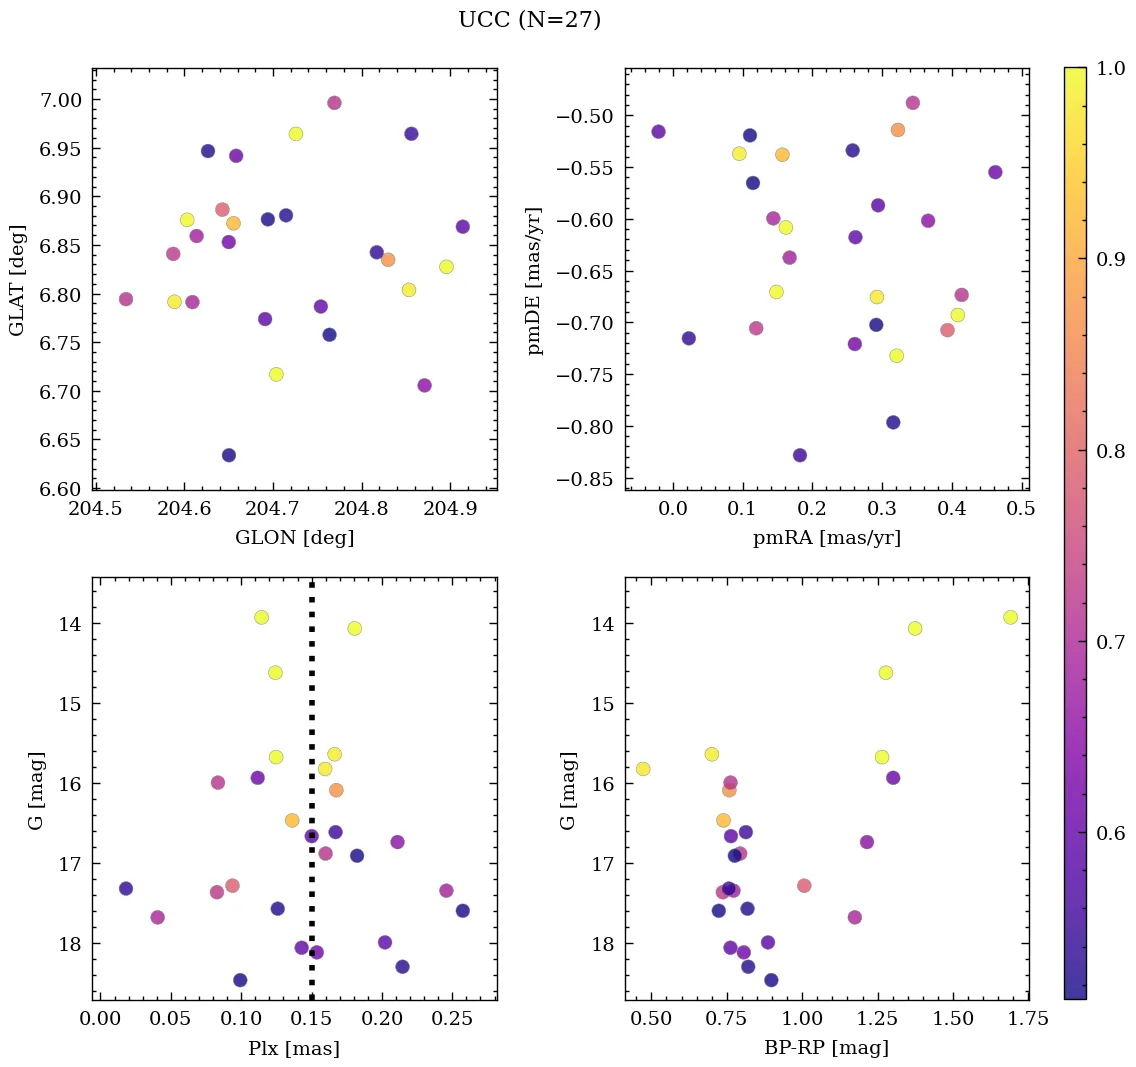 UCC (N=27)
7.00
6.95
6.90
6.85
6.80
6.75
6.70
6.65
6.60
GLAT [deg]
204.5 204.6 204.7 204.8 204.9
GLON [deg]
−0.50
−0.55
−0.60
−0.65
−0.70
−0.75
−0.80
−0.85
pmDE [mas/yr]
0.0 0.1 0.2 0.3 0.4 0.5
pmRA [mas/yr]
1.0
0.9
0.8
0.7
0.6
14
15
16
17
18
G [mag]
0.00 0.05 0.10 0.15 0.20 0.25
Plx [mas]
14
15
16
17
18
G [mag]
0.50 0.75 1.00 1.25 1.50 1.75
BP-RP [mag]